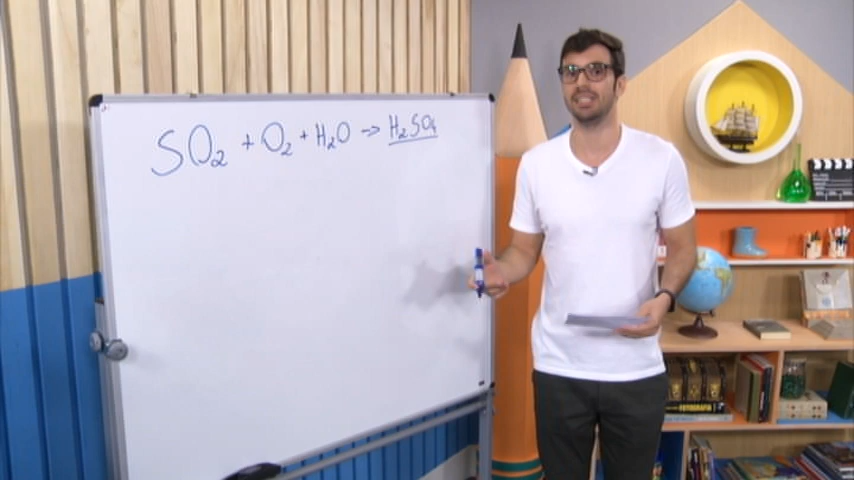 SO₂ + O₂ + H₂O → H₂SO₄